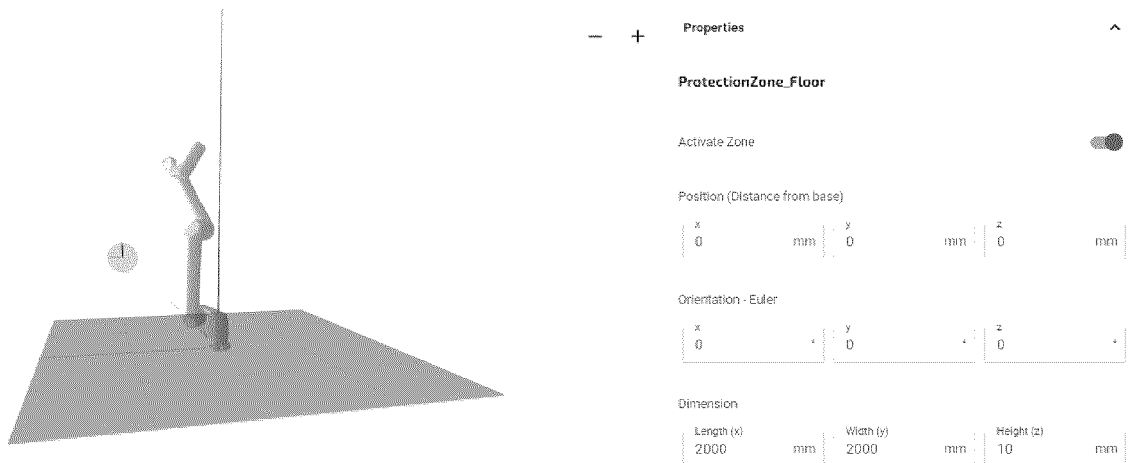 − + Properties
ProtectionZone_Floor
Activate Zone
Position (Distance from base)
x y z
0 mm 0 mm 0 mm
Orientation - Euler
x y z
0 ° 0 ° 0 °
Dimension
Length (x) Width (y) Height (z)
2000 mm 2000 mm 10 mm